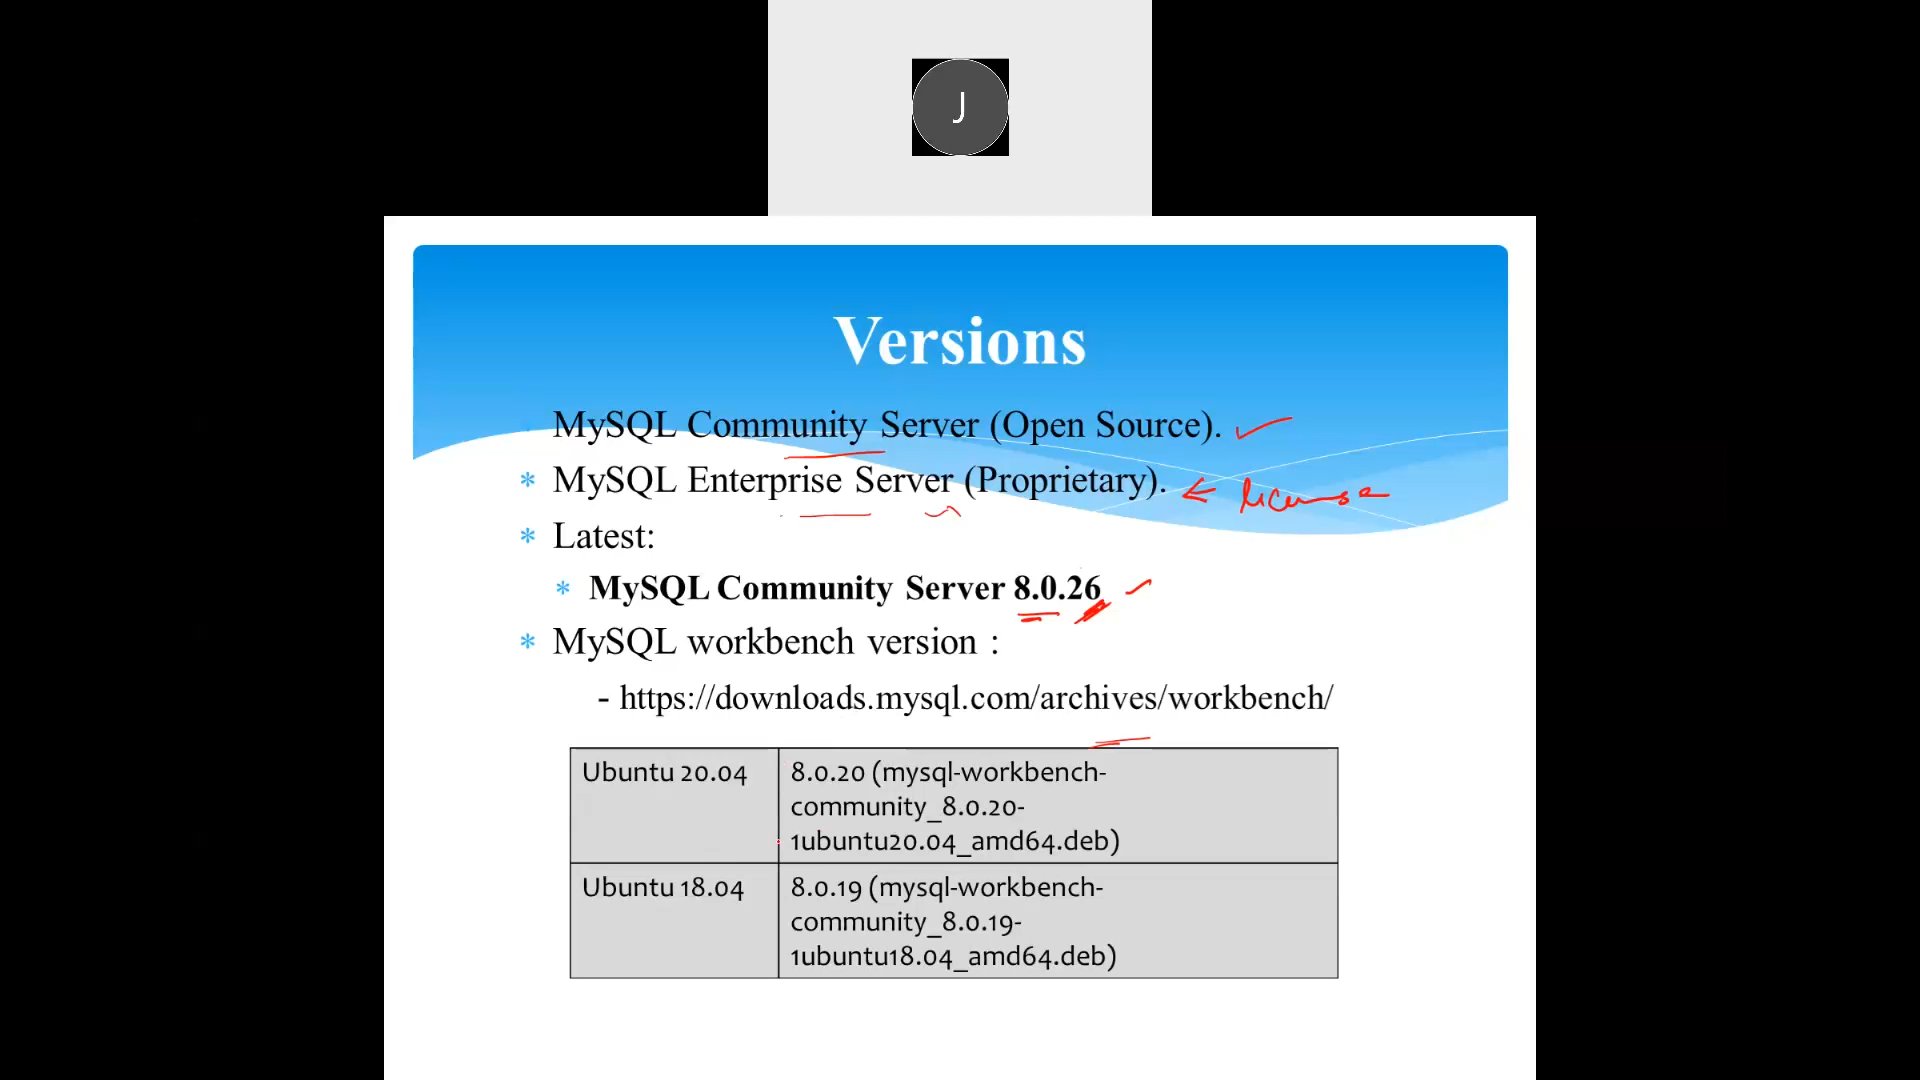 J
Versions
MySQL Community Server (Open Source).
* MySQL Enterprise Server (Proprietary).
license
* Latest:
* MySQL Community Server 8.0.26
* MySQL workbench version :
- https://downloads.mysql.com/archives/workbench/
Ubuntu 20.04
8.0.20 (mysql-workbench-
community_8.0.20-
1ubuntu20.04_amd64.deb)
Ubuntu 18.04
8.0.19 (mysql-workbench-
community_8.0.19-
1ubuntu18.04_amd64.deb)